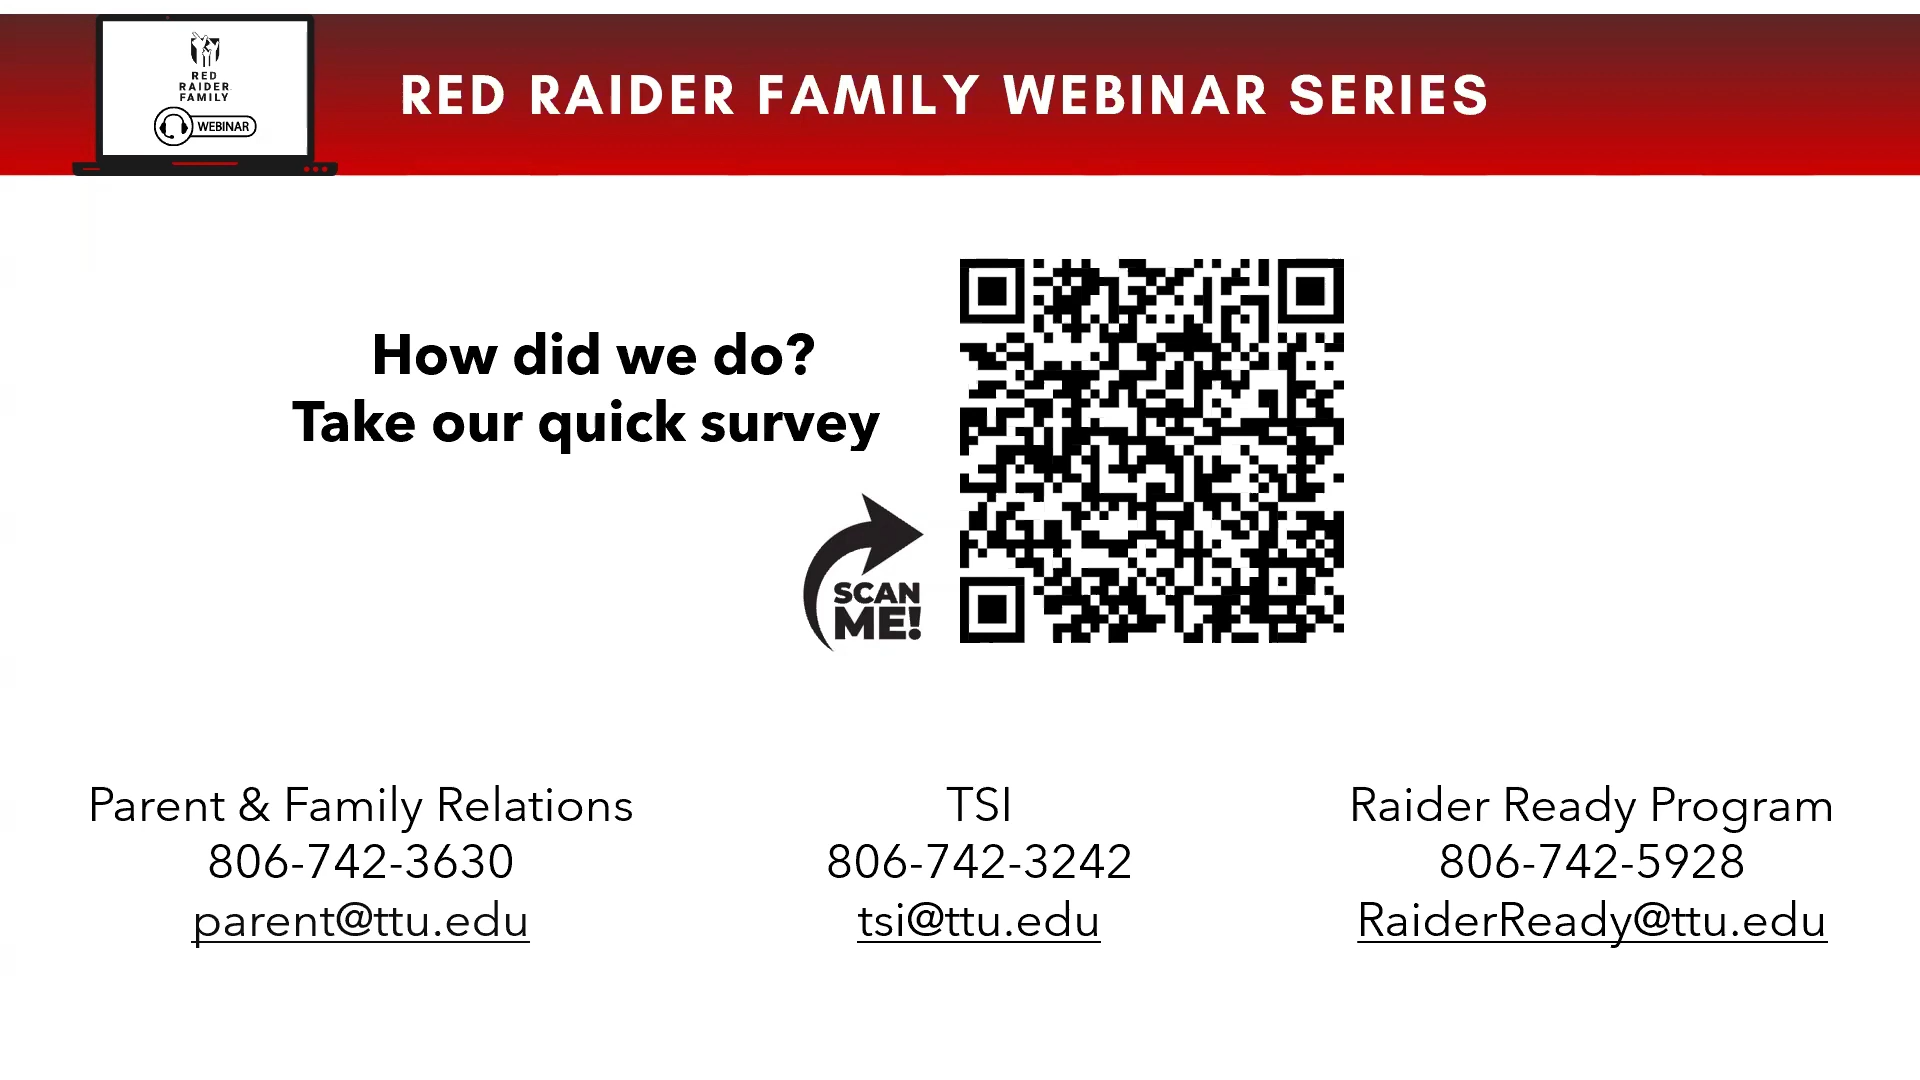 RED
RAIDER
FAMILY
WEBINAR
RED RAIDER FAMILY WEBINAR SERIES
How did we do?
Take our quick survey
SCAN
ME!
Parent & Family Relations
806-742-3630
parent@ttu.edu
TSI
806-742-3242
tsi@ttu.edu
Raider Ready Program
806-742-5928
RaiderReady@ttu.edu